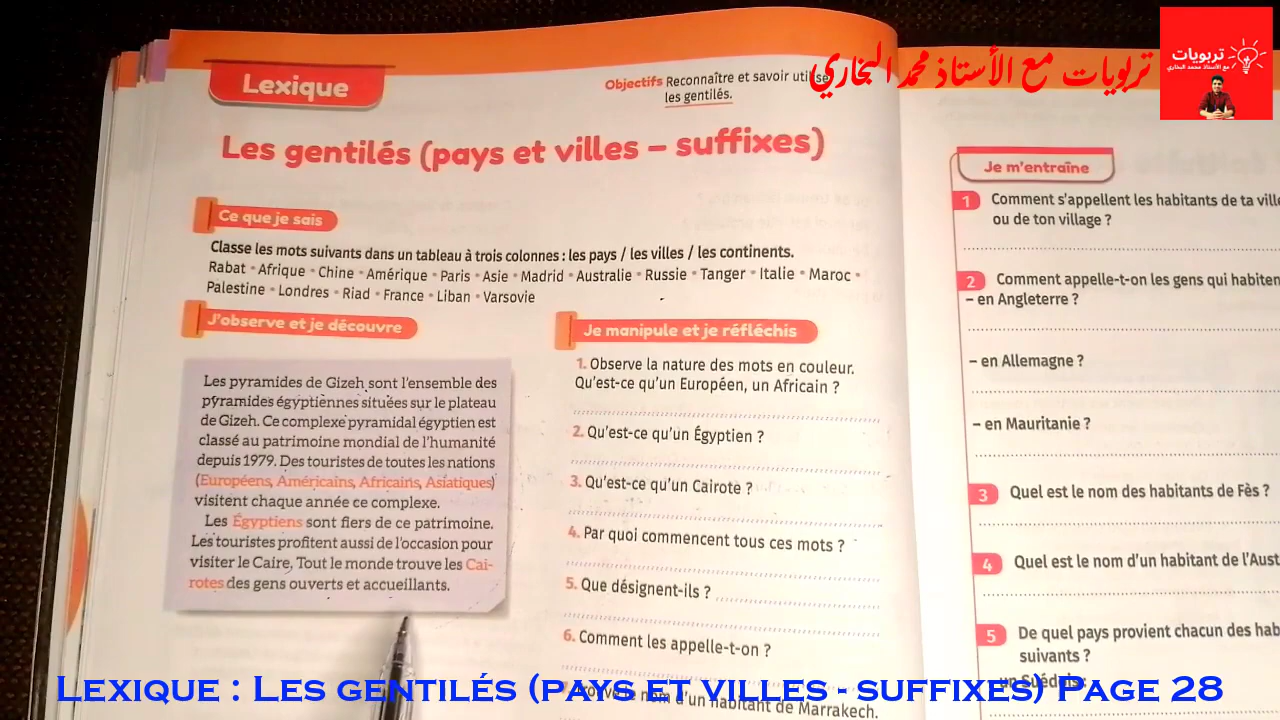 تربويات مع الأستاذ محمد البخاري
تربويات
مع الأستاذ محمد البخاري
Lexique
Objectifs Reconnaître et savoir utilise
les gentilés.
Les gentilés (pays et villes – suffixes)
Ce que je sais
Classe les mots suivants dans un tableau à trois colonnes : les pays / les villes / les continents.
Rabat • Afrique • Chine • Amérique • Paris • Asie • Madrid • Australie • Russie • Tanger • Italie • Maroc •
Palestine • Londres • Riad • France • Liban • Varsovie
J'observe et je découvre
Les pyramides de Gizeh sont l'ensemble des
pyramides égyptiennes situées sur le plateau
de Gizeh. Ce complexe pyramidal égyptien est
classé au patrimoine mondial de l'humanité
depuis 1979. Des touristes de toutes les nations
(Européens, Américains, Africains, Asiatiques)
visitent chaque année ce complexe.
Les Égyptiens sont fiers de ce patrimoine.
Les touristes profitent aussi de l'occasion pour
visiter le Caire, Tout le monde trouve les Cai-
rotes des gens ouverts et accueillants.
Je manipule et je réfléchis
1. Observe la nature des mots en couleur.
Qu'est-ce qu'un Européen, un Africain ?
2. Qu'est-ce qu'un Égyptien ?
3. Qu'est-ce qu'un Cairote ?
4. Par quoi commencent tous ces mots ?
5. Que désignent-ils ?
6. Comment les appelle-t-on ?
nom d'un habitant de Marrakech.
Je m'entraîne
1 Comment s'appellent les habitants de ta ville
ou de ton village ?
2 Comment appelle-t-on les gens qui habiten
– en Angleterre ?
– en Allemagne ?
– en Mauritanie ?
3 Quel est le nom des habitants de Fès ?
4 Quel est le nom d'un habitant de l'Aust
5 De quel pays provient chacun des hab
suivants ?
un Suédois
Lexique : Les gentilés (pays et villes - suffixes) Page 28